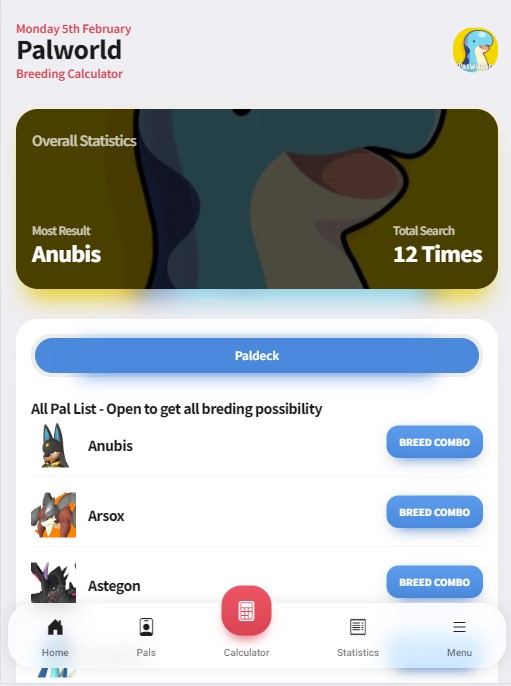 Monday 5th February
Palworld
Breeding Calculator
Overall Statistics
Most Result
Anubis
Total Search
12 Times
Paldeck
All Pal List - Open to get all breding possibility
Anubis
BREED COMBO
Arsox
BREED COMBO
Astegon
BREED COMBO
Home
Pals
Calculator
Statistics
Menu